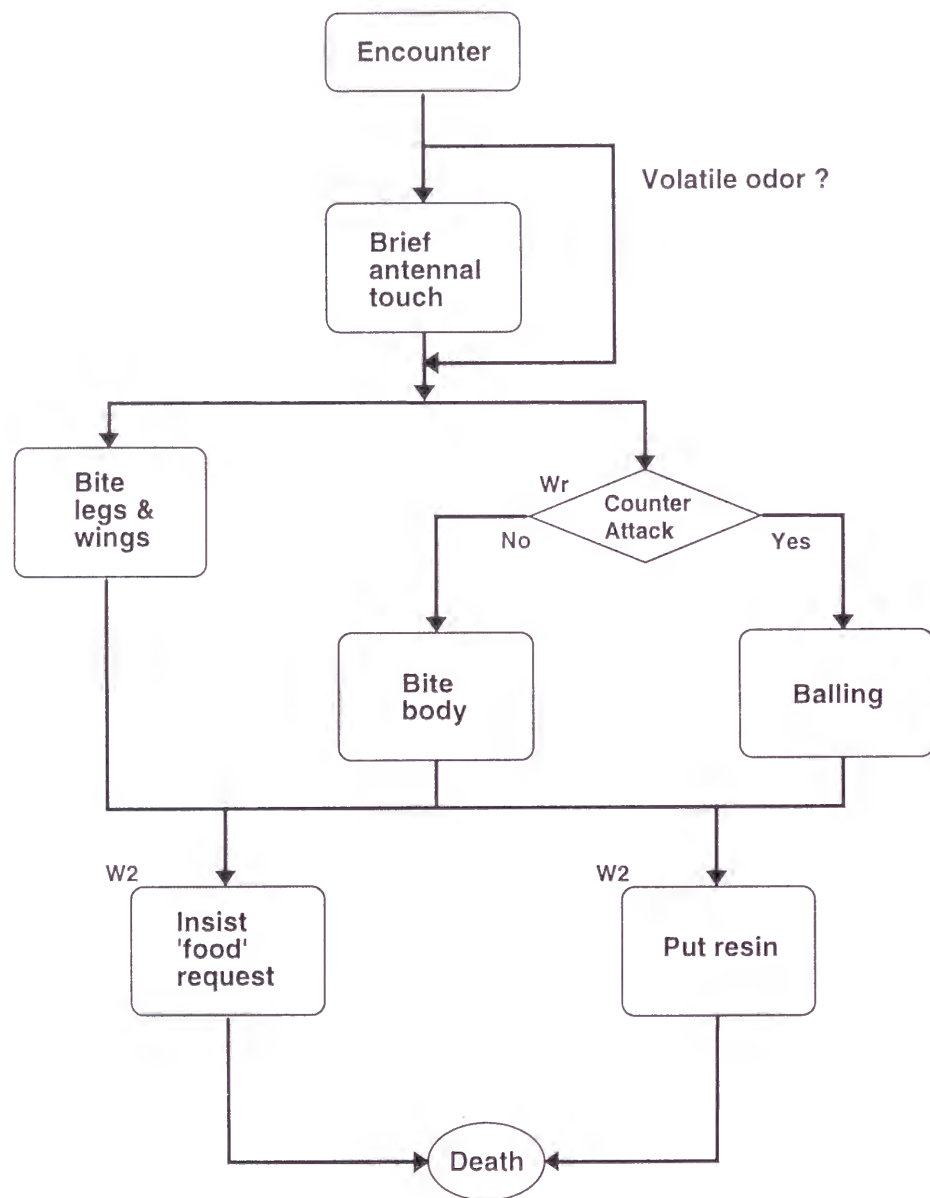 Encounter
Volatile odor ?
Brief
antennal
touch
Bite
legs &
wings
Wr
Counter
Attack
No
Yes
Bite
body
Balling
W2
Insist
'food'
request
W2
Put resin
Death